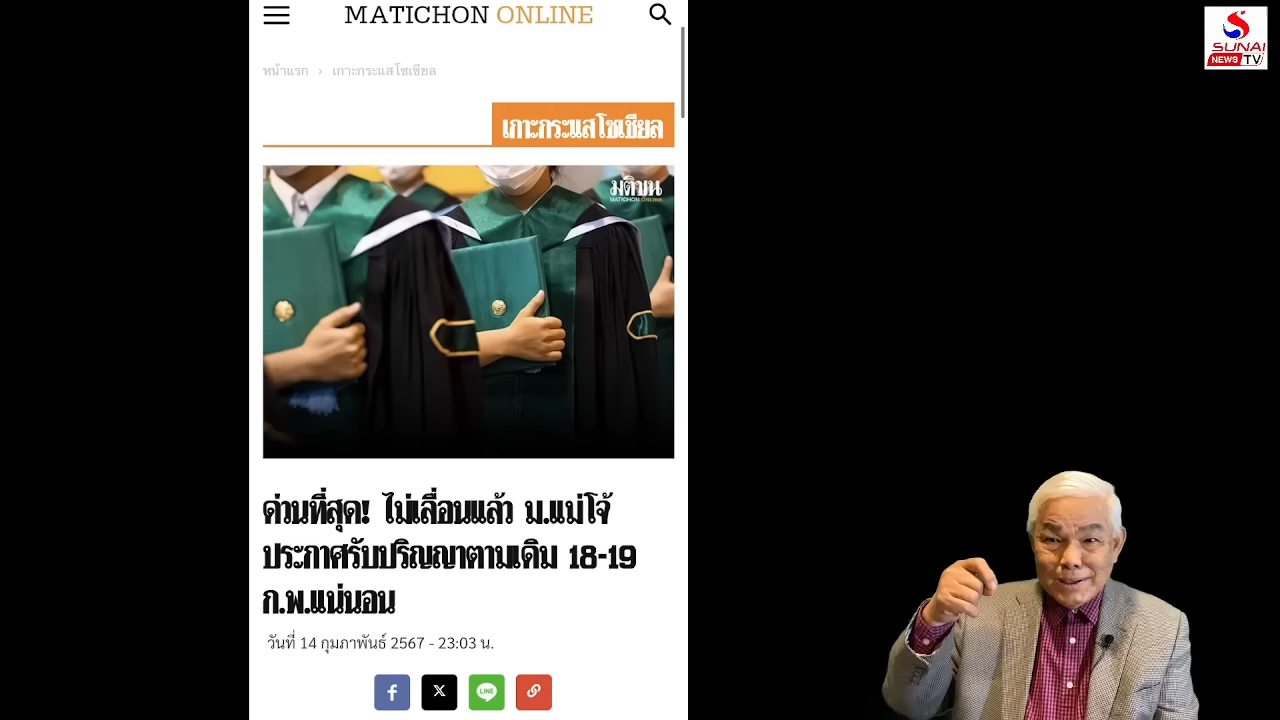 MATICHON ONLINE
SUNAI
NEWS TV
หน้าแรก › เกาะกระแสโซเชียล
เกาะกระแสโซเชียล
มติชน
MATICHON ONLINE
ด่วนที่สุด! ไม่เลื่อนแล้ว ม.แม่โจ้
ประกาศรับปริญญาตามเดิม 18-19
ก.พ.แน่นอน
วันที่ 14 กุมภาพันธ์ 2567 - 23:03 น.
LINE